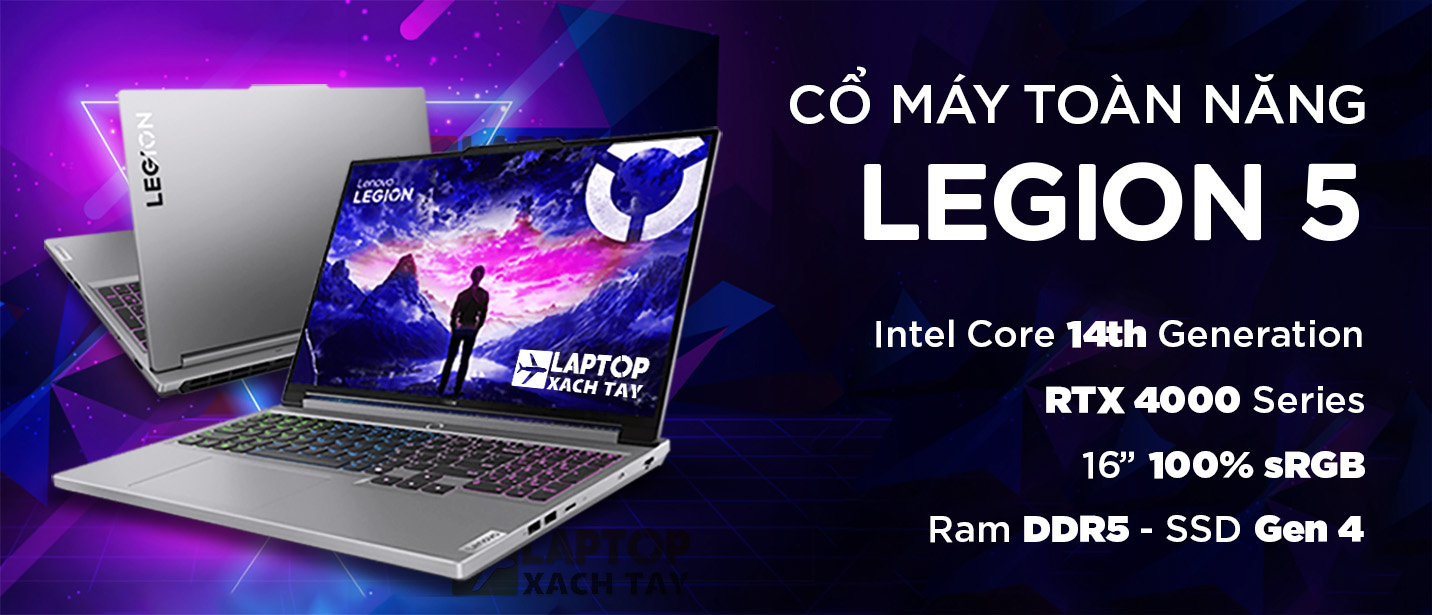 CỔ MÁY TOÀN NĂNG
LEGION 5
Intel Core 14th Generation
RTX 4000 Series
16” 100% sRGB
Ram DDR5 - SSD Gen 4
LEGION
Lenovo
LEGION
LAPTOP
XACH TAY
Lenovo
LAPTOP
XACH TAY